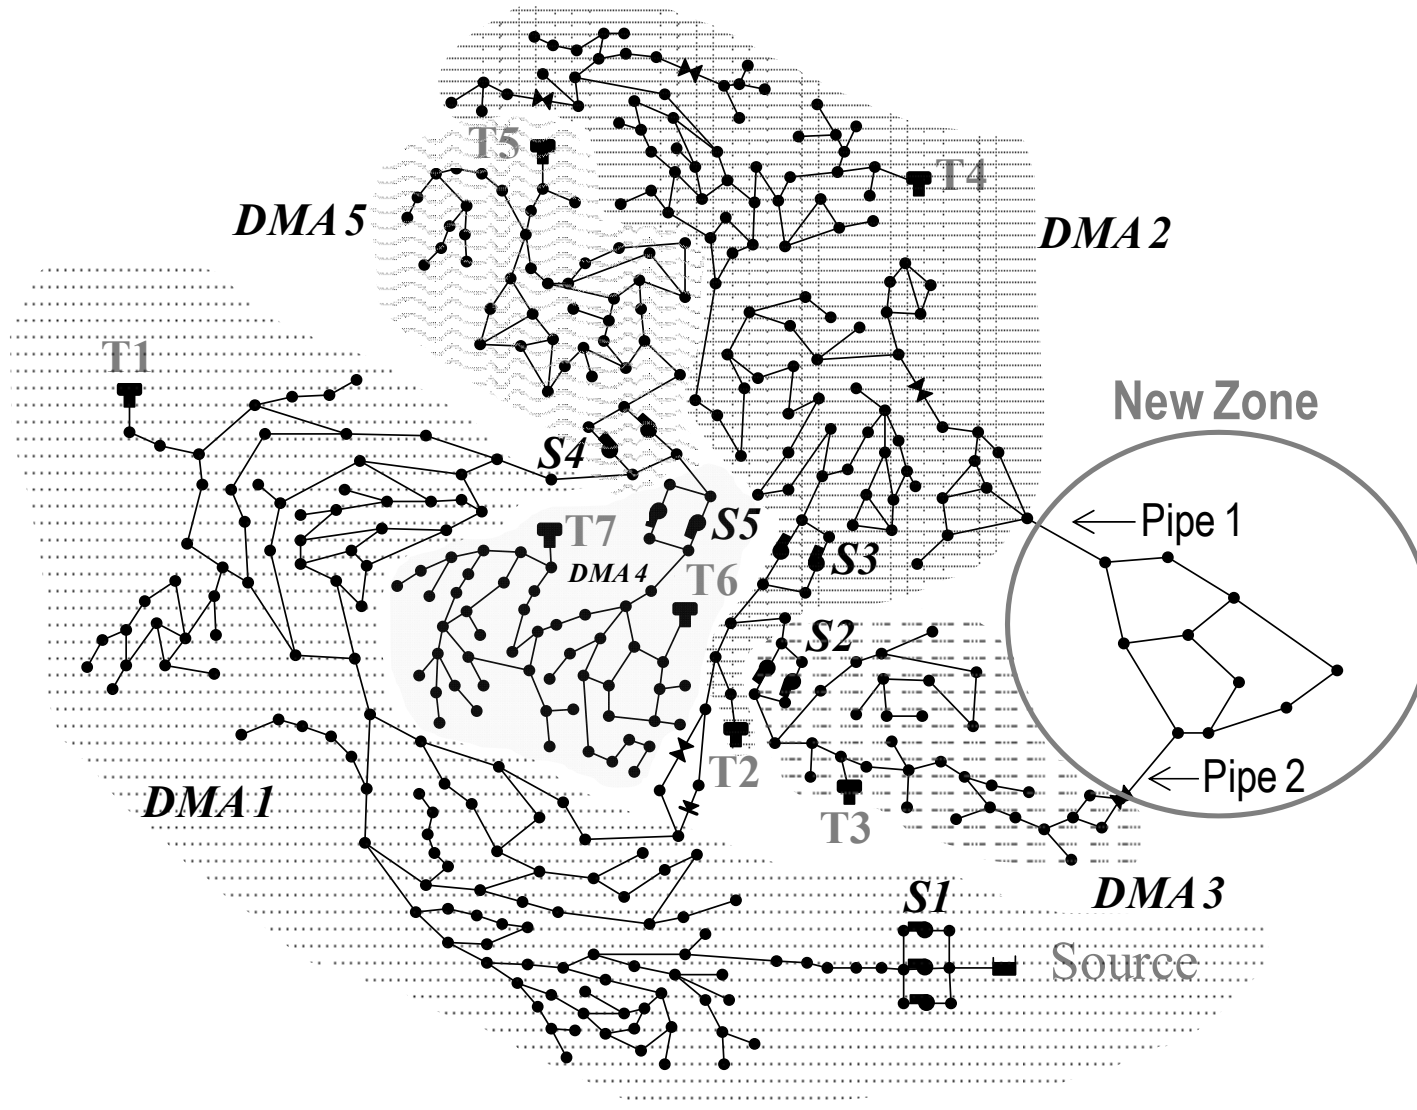 T5
T4
DMA 5
DMA 2
T1
New Zone
S4
Pipe 1
S5
T7
S3
DMA 4
T6
S2
Pipe 2
T2
DMA 1
T3
S1
DMA 3
Source